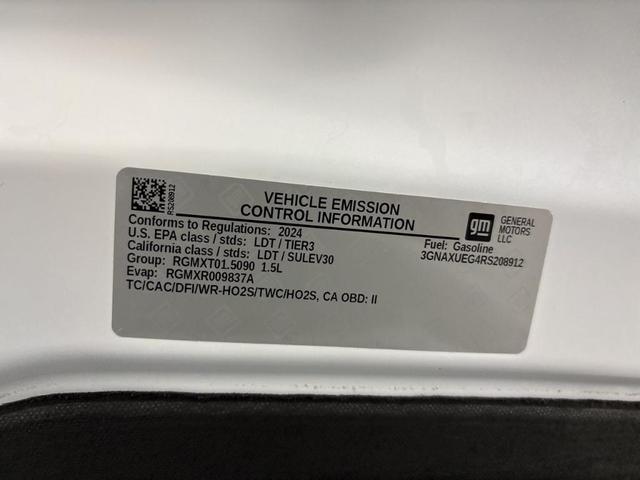 RS208912
VEHICLE EMISSION
CONTROL INFORMATION
Conforms to Regulations: 2024
U.S. EPA class / stds: LDT / TIER3
California class / stds: LDT / SULEV30
Group: RGMXT01.5090 1.5L
Evap: RGMXR009837A
TC/CAC/DFI/WR-HO2S/TWC/HO2S, CA OBD: II
gm
GENERAL
MOTORS
LLC
Fuel: Gasoline
3GNAXUEG4RS208912